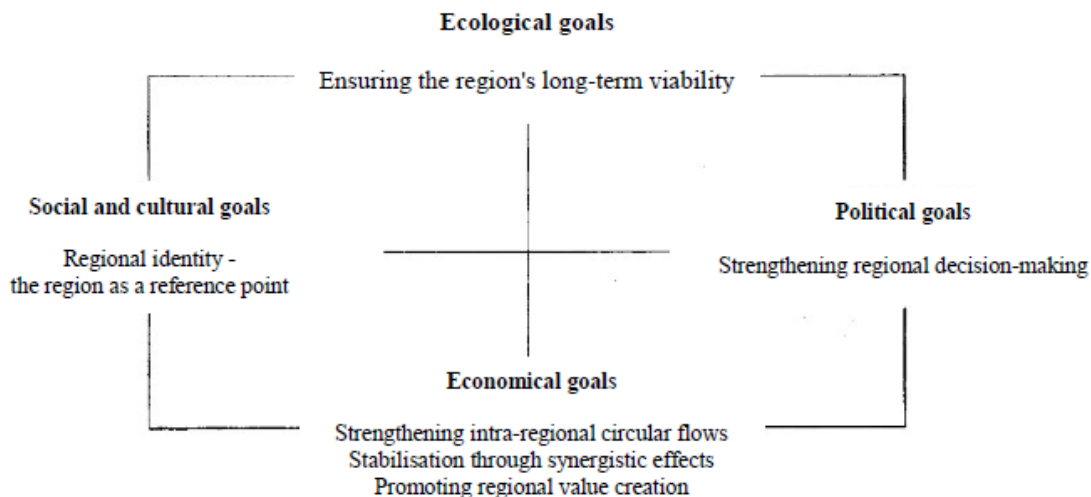 Ecological goals
Ensuring the region's long-term viability
Social and cultural goals
Regional identity -
the region as a reference point
Political goals
Strengthening regional decision-making
Economical goals
Strengthening intra-regional circular flows
Stabilisation through synergistic effects
Promoting regional value creation